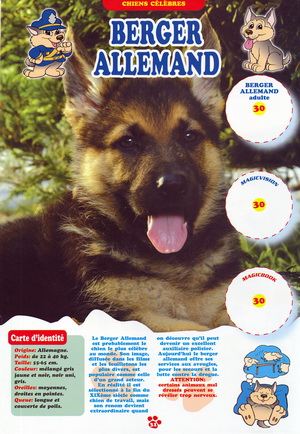 CHIENS CÉLÈBRES
BERGER
ALLEMAND
BERGER
ALLEMAND
adulte
30
MAGICVISION
30
MAGICBOOK
30
Carte d'identité
Origine: Allemagne.
Poids: de 22 à 40 kg.
Taille: 55-65 cm.
Couleur: mélangé gris
jaune et noir, noir uni,
gris.
Oreilles: moyennes,
droites en pointes.
Queue: longue et
couverte de poils.
Le Berger Allemand
est probablement le
chien le plus célèbre
au monde. Son image,
diffusée dans les films
et les feuilletons les
plus divers, est
populaire comme celle
d'un grand acteur.
En réalité il est
sélectionné à la fin du
XIXème siècle comme
chien de travail, mais
son renom devient
extraordinaire quand
on découvre qu'il peut
devenir un excellent
auxiliaire policier.
Aujourd'hui le berger
allemand offre ses
services aux aveugles,
pour les secours et la
lutte contre la drogue.
ATTENTION:
certains animaux mal
dressés peuvent se
révéler trop nerveux.